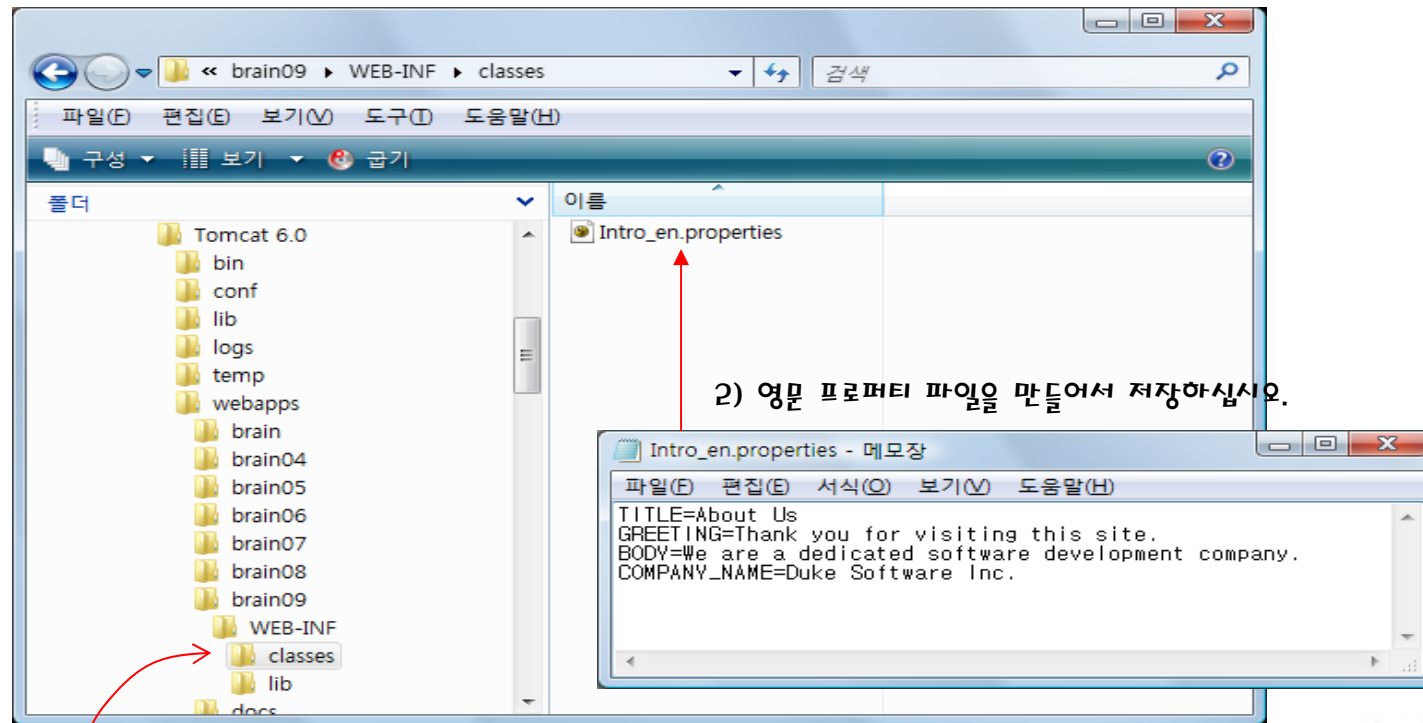 « brain09 ▸ WEB-INF ▸ classes
검색
파일(F) 편집(E) 보기(V) 도구(T) 도움말(H)
구성 보기 굽기
폴더
이름
Tomcat 6.0
bin
conf
lib
logs
temp
webapps
brain
brain04
brain05
brain06
brain07
brain08
brain09
WEB-INF
classes
lib
docs
Intro_en.properties
2) 영문 프로퍼티 파일을 만들어서 저장하십시오.
Intro_en.properties - 메모장
파일(F) 편집(E) 서식(O) 보기(V) 도움말(H)
TITLE=About Us
GREETING=Thank you for visiting this site.
BODY=We are a dedicated software development company.
COMPANY_NAME=Duke Software Inc.